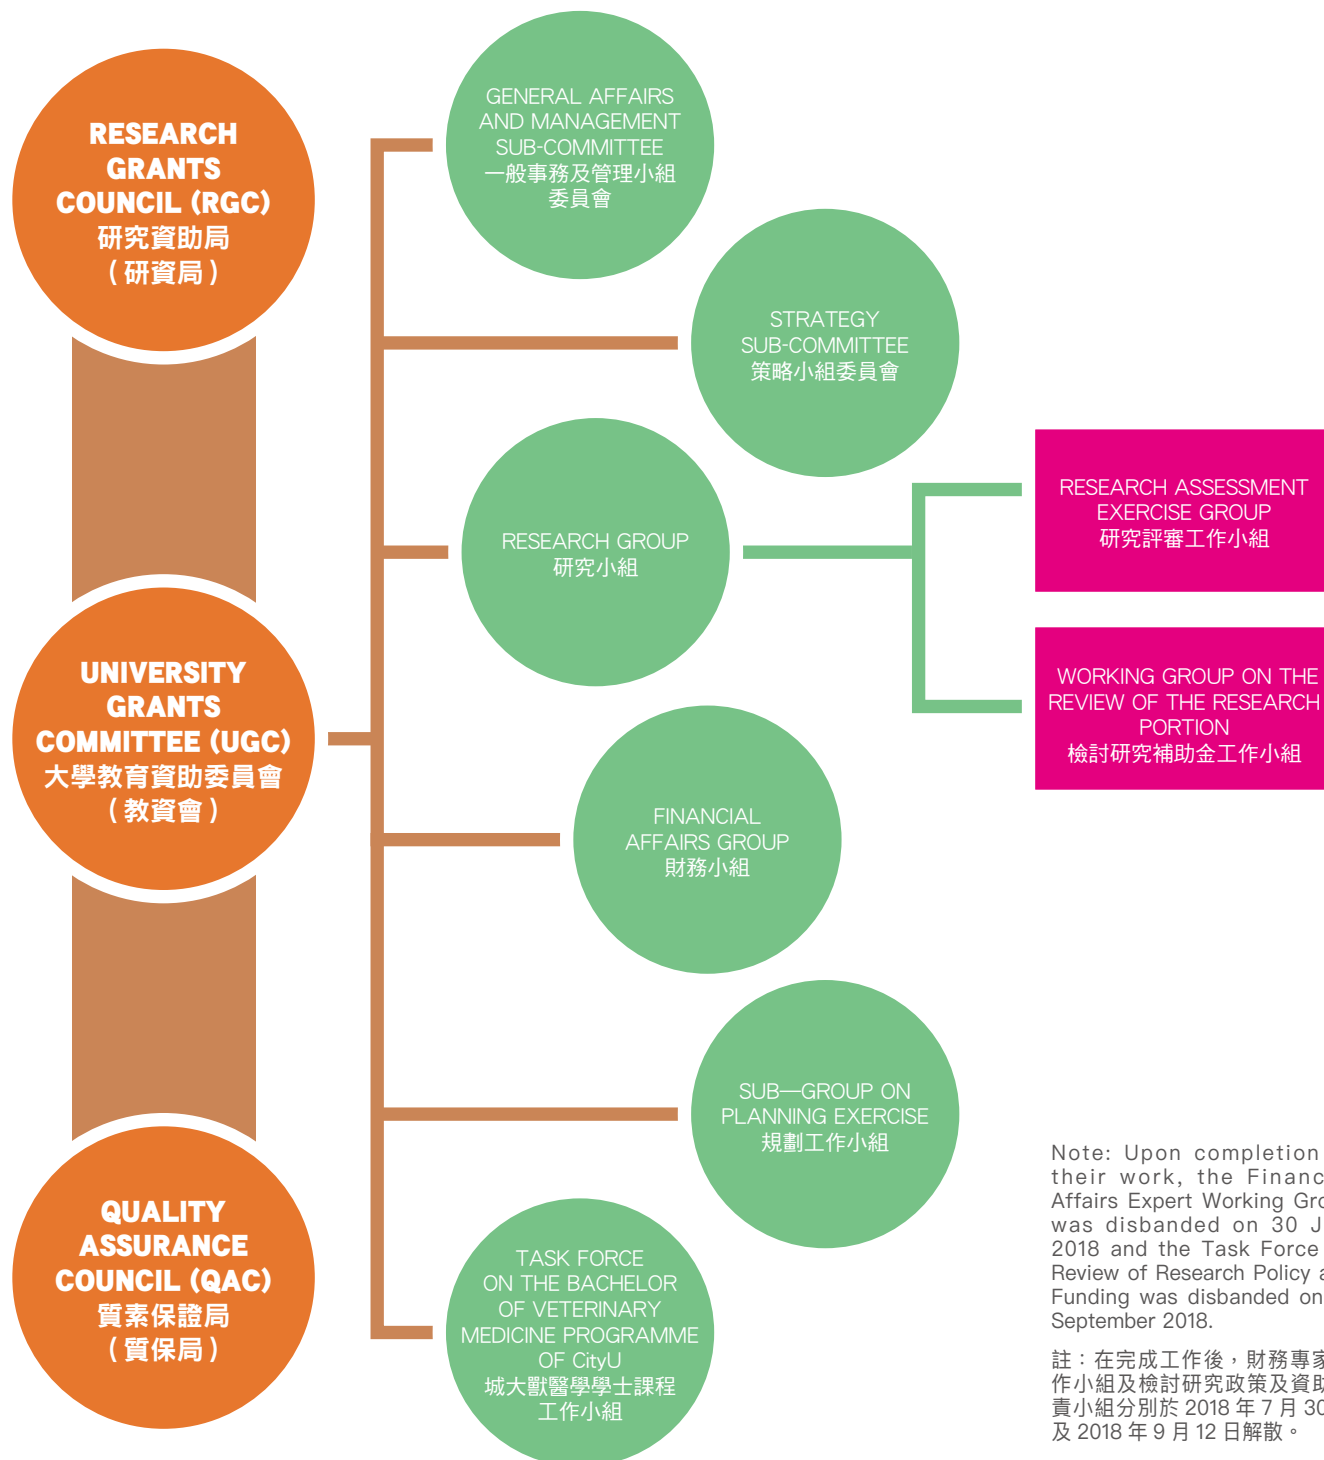 RESEARCH
GRANTS
COUNCIL (RGC)
研究資助局
（研資局）
UNIVERSITY
GRANTS
COMMITTEE (UGC)
大學教育資助委員會
（教資會）
QUALITY
ASSURANCE
COUNCIL (QAC)
質素保證局
（質保局）
GENERAL AFFAIRS
AND MANAGEMENT
SUB-COMMITTEE
一般事務及管理小組
委員會
STRATEGY
SUB-COMMITTEE
策略小組委員會
RESEARCH GROUP
研究小組
RESEARCH ASSESSMENT
EXERCISE GROUP
研究評審工作小組
WORKING GROUP ON THE
REVIEW OF THE RESEARCH
PORTION
檢討研究補助金工作小組
FINANCIAL
AFFAIRS GROUP
財務小組
SUB—GROUP ON
PLANNING EXERCISE
規劃工作小組
TASK FORCE
ON THE BACHELOR
OF VETERINARY
MEDICINE PROGRAMME
OF CityU
城大獸醫學學士課程
工作小組
Note: Upon completion
their work, the
Affairs Expert Working
was disbanded on 30
2018 and the Task Force
Review of Research Policy
Funding was disbanded on
September 2018.
註：在完成工作後，財務專家
作小組及檢討研究政策及資助
責小組分別於 2018 年 7 月 30
及 2018 年 9 月 12 日解散。